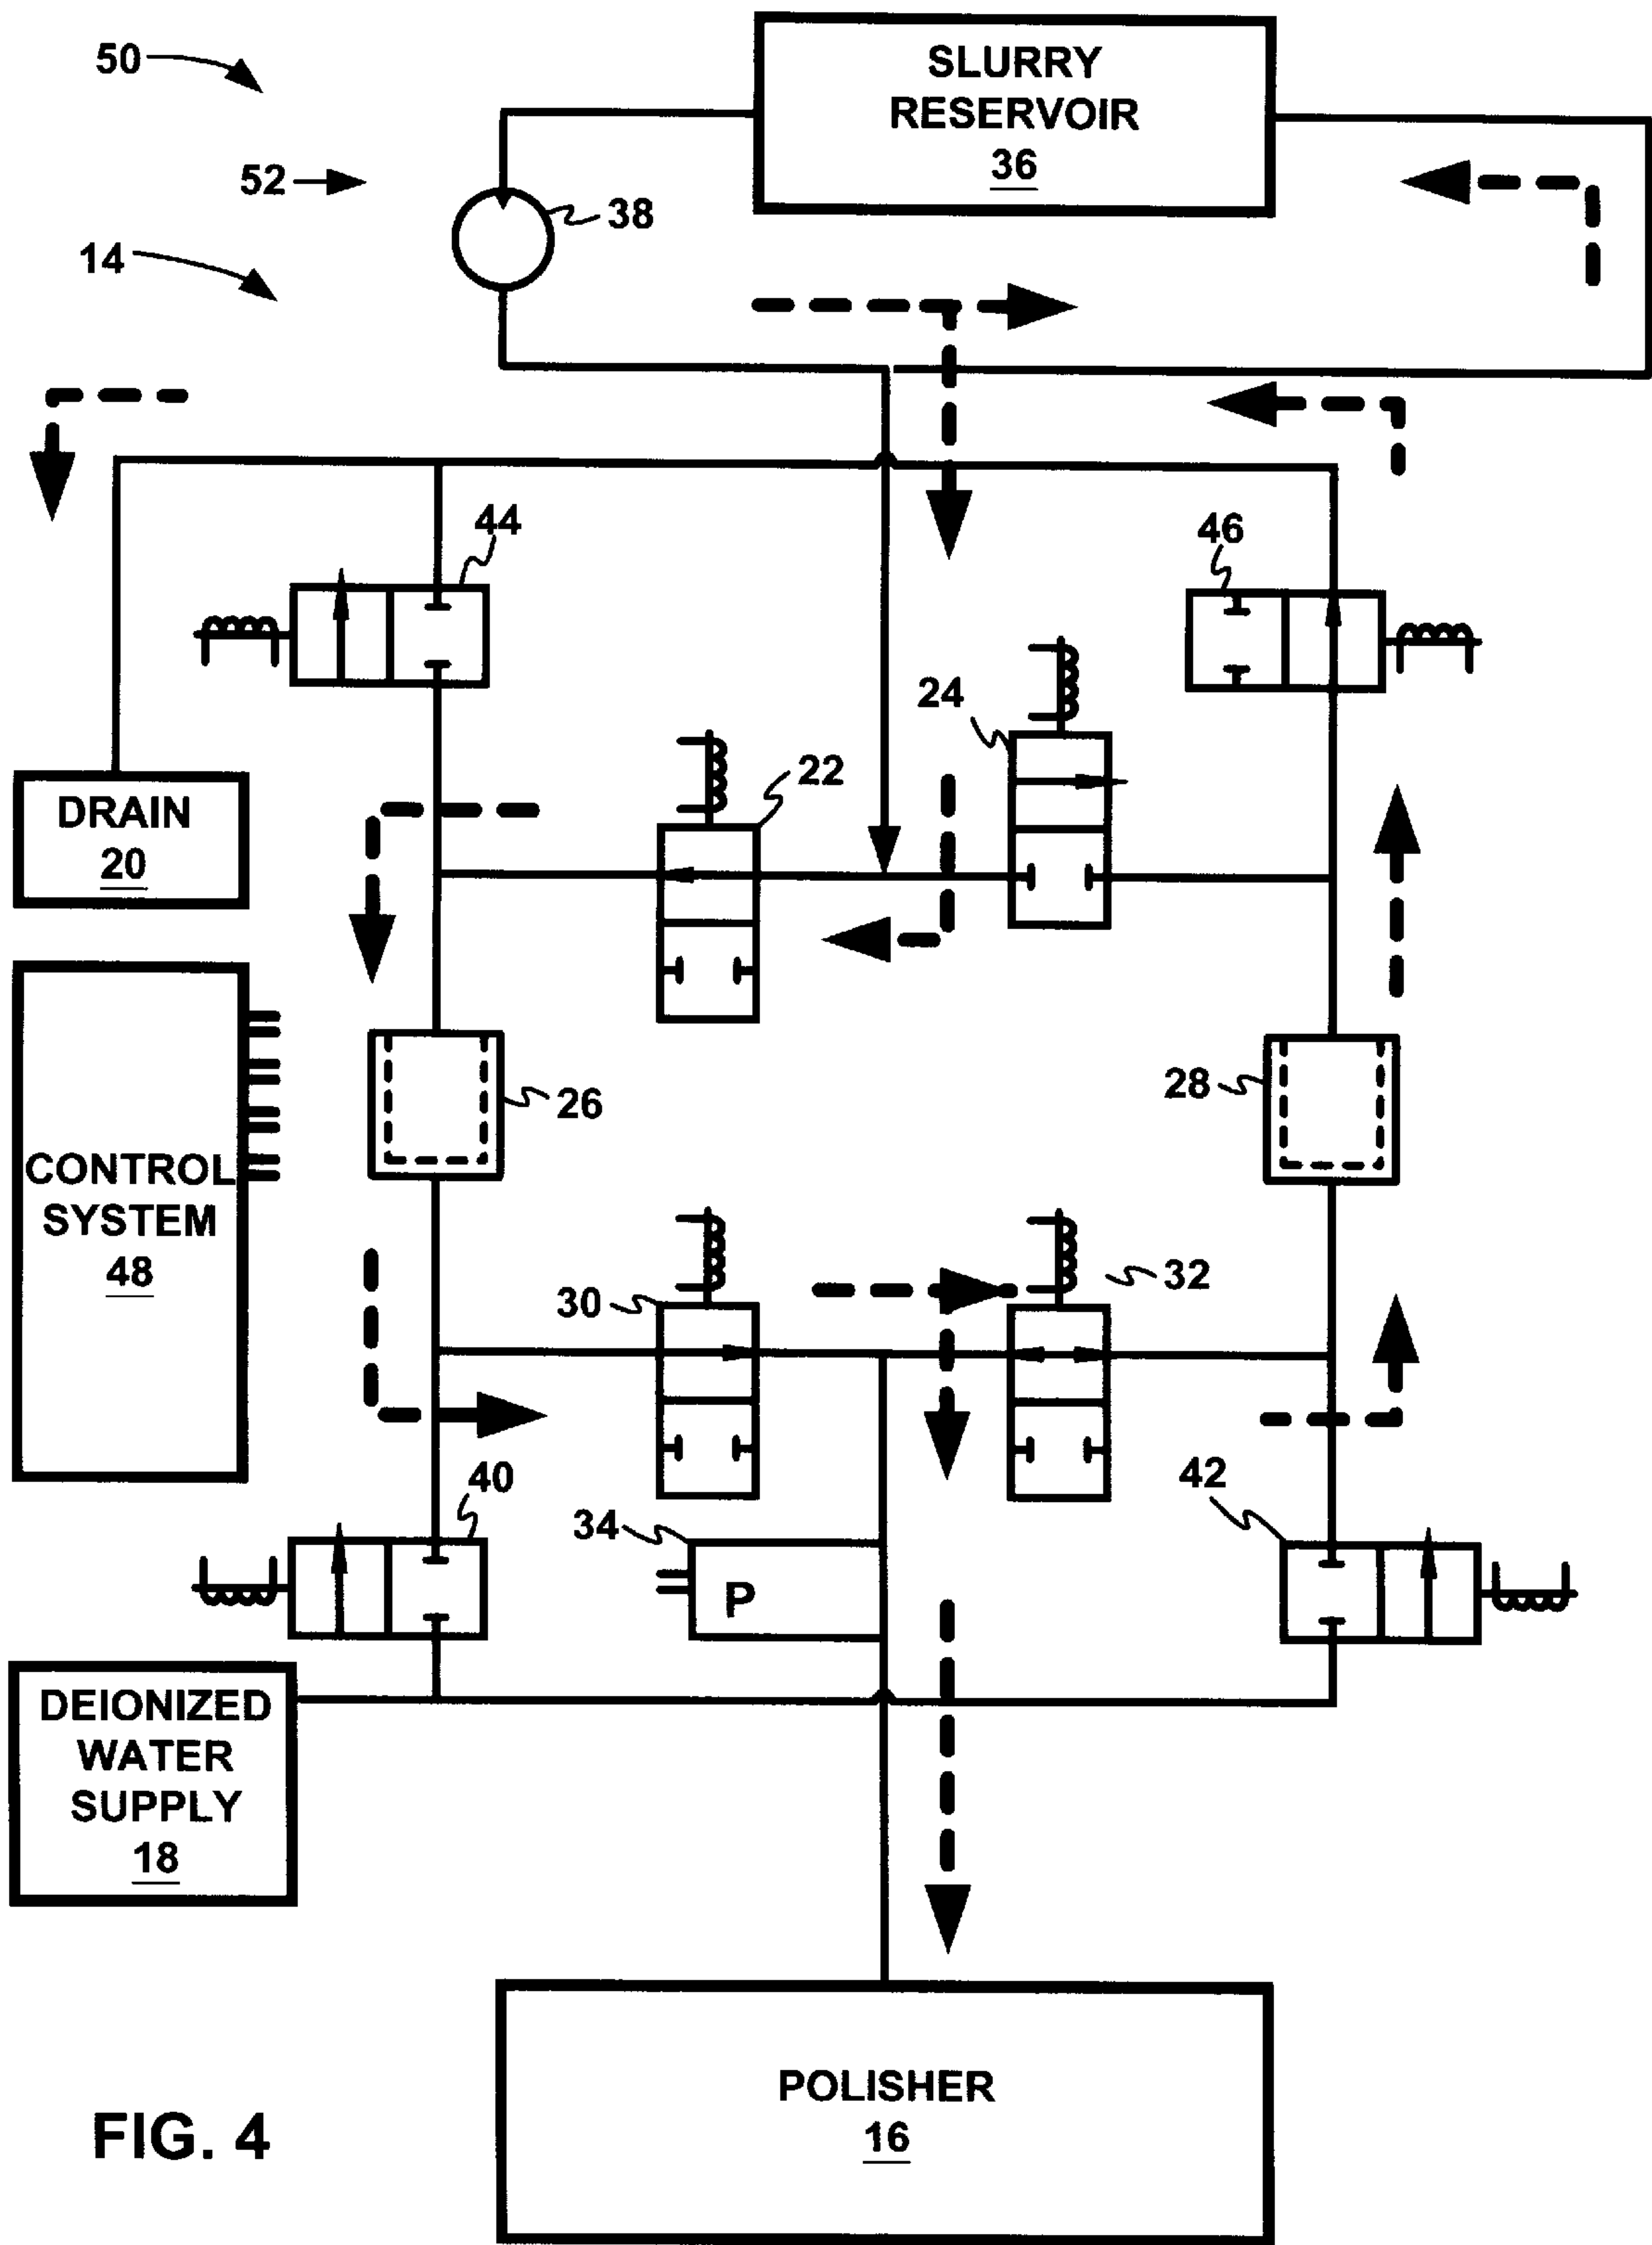 50
SLURRY
RESERVOIR
36
52
38
14
44
46
24
22
DRAIN
20
26
28
CONTROL
SYSTEM
48
30
32
40
42
34
P
DEIONIZED
WATER
SUPPLY
18
POLISHER
16
FIG. 4